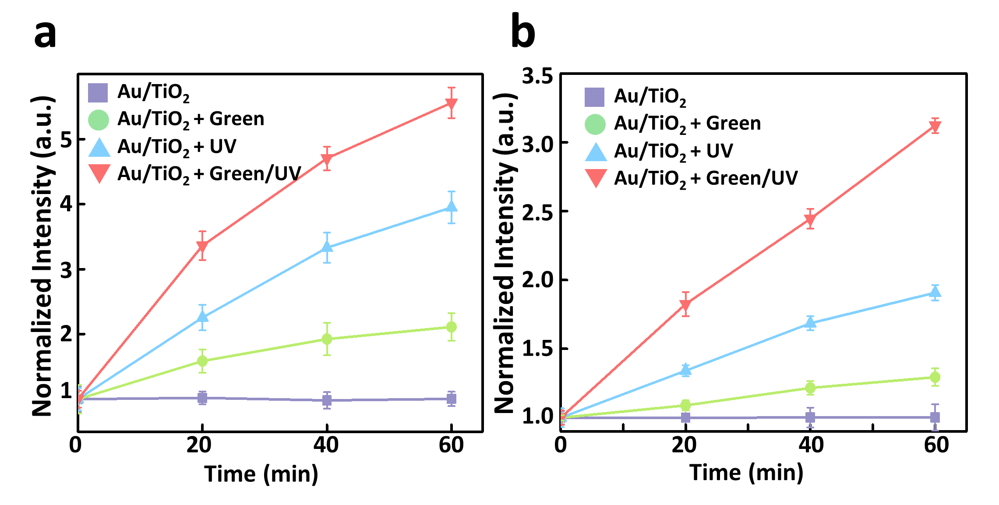 a
Normalized Intensity (a.u.)
Au/TiO₂
Au/TiO₂ + Green
Au/TiO₂ + UV
Au/TiO₂ + Green/UV
5
4
3
2
1
0 20 40 60
Time (min)
b
Normalized Intensity (a.u.)
Au/TiO₂
Au/TiO₂ + Green
Au/TiO₂ + UV
Au/TiO₂ + Green/UV
3.5
3.0
2.5
2.0
1.5
1.0
0 20 40 60
Time (min)